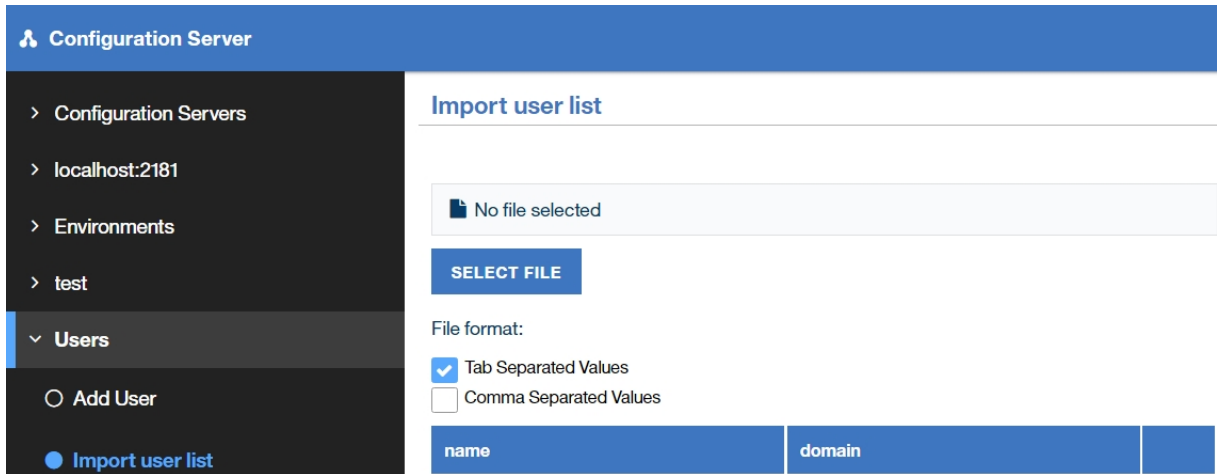 Configuration Server
Configuration Servers
localhost:2181
Environments
test
Users
Add User
Import user list
Import user list
No file selected
SELECT FILE
File format:
Tab Separated Values
Comma Separated Values
name domain